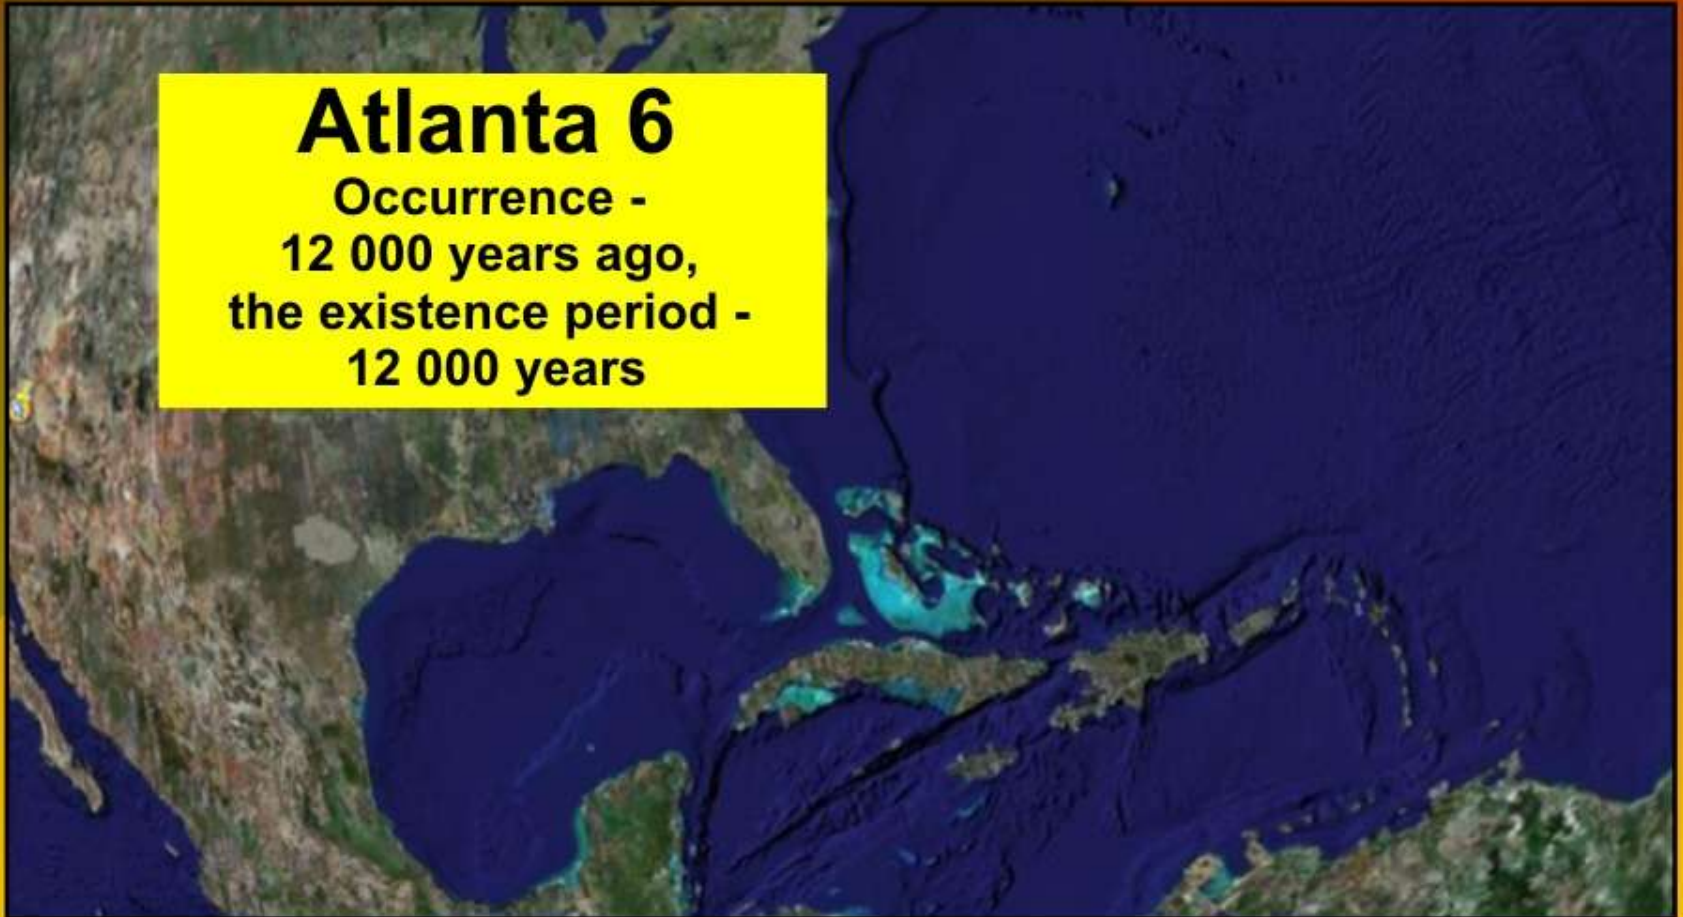 Atlanta 6
Occurrence -
12 000 years ago,
the existence period -
12 000 years